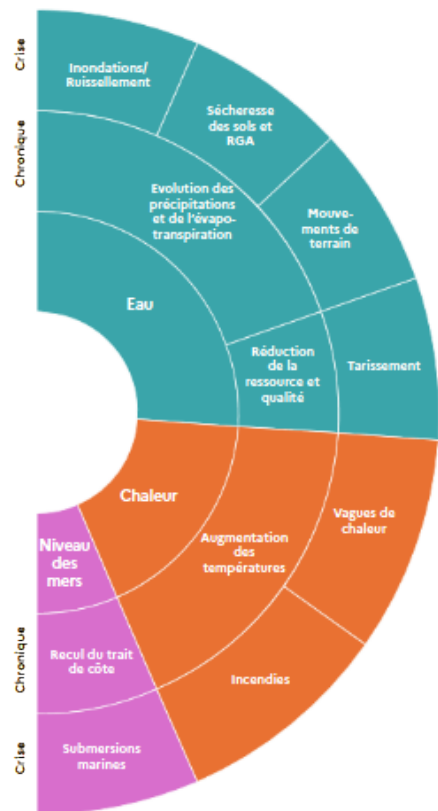 Crise
Inondations/
Ruissellement
Sécheresse
des sols et
RGA
Chronique
Evolution des
précipitations
et de l'évapo-
transpiration
Mouve-
ments de
terrain
Eau
Réduction
de la
ressource et
qualité
Tarissement
Chaleur
Vagues de
chaleur
Augmentation
des
températures
Niveau
des
mers
Incendies
Chronique
Recul du trait
de côte
Crise
Submersions
marines